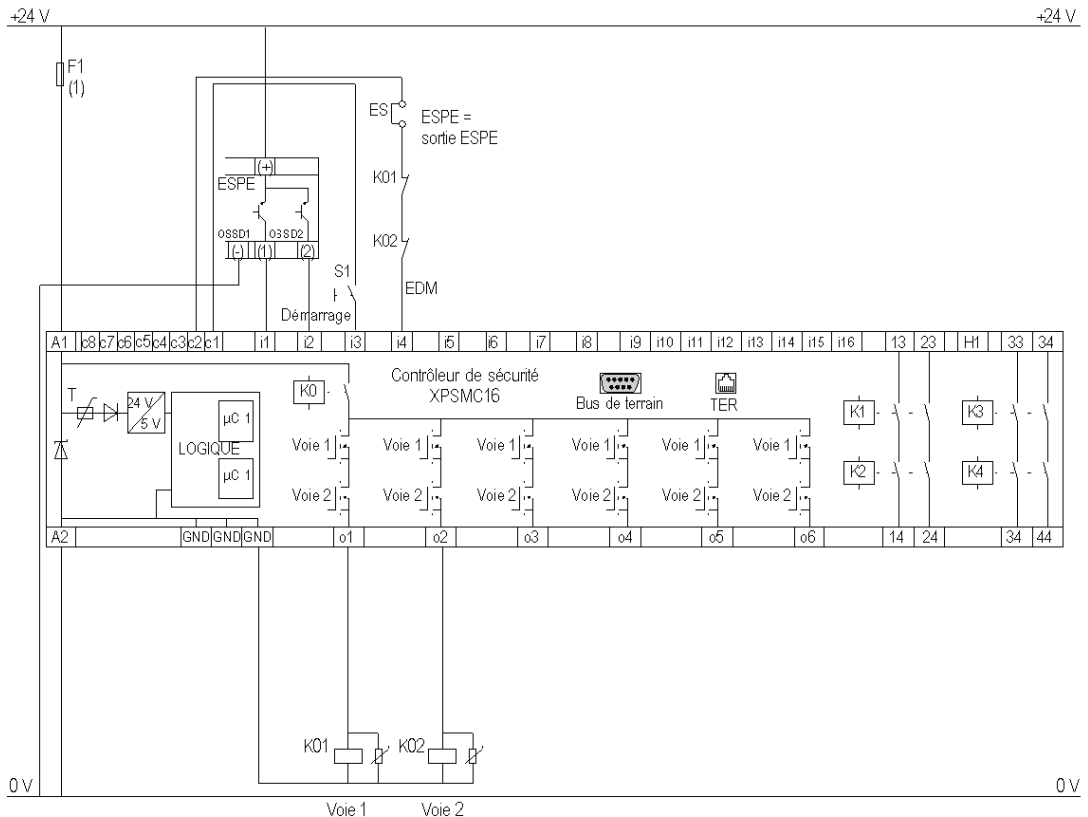 +24 V +24 V
F1
(1)
ES
ESPE =
sortie ESPE
(+)
ESPE
K01
OSSD1 OSSD2
K02
(-) (1) (2)
S1
EDM
Démarrage
A1 c8 c7 c6 c5 c4 c3 c2 c1 i1 i2 i3 i4 i5 i6 i7 i8 i9 i10 i11 i12 i13 i14 i15 i16 13 23 H1 33 34
Contrôleur de sécurité
XPSMC16
K0
T
24 V
5 V
Bus de terrain
TER
µC 1
K1 K3
LOGIQUE
Voie 1 Voie 1 Voie 1 Voie 1 Voie 1 Voie 1
µC 1
K2 K4
Voie 2 Voie 2 Voie 2 Voie 2 Voie 2 Voie 2
A2 GND GND GND o1 o2 o3 o4 o5 o6 14 24 34 44
K01 K02
0 V 0 V
Voie 1 Voie 2